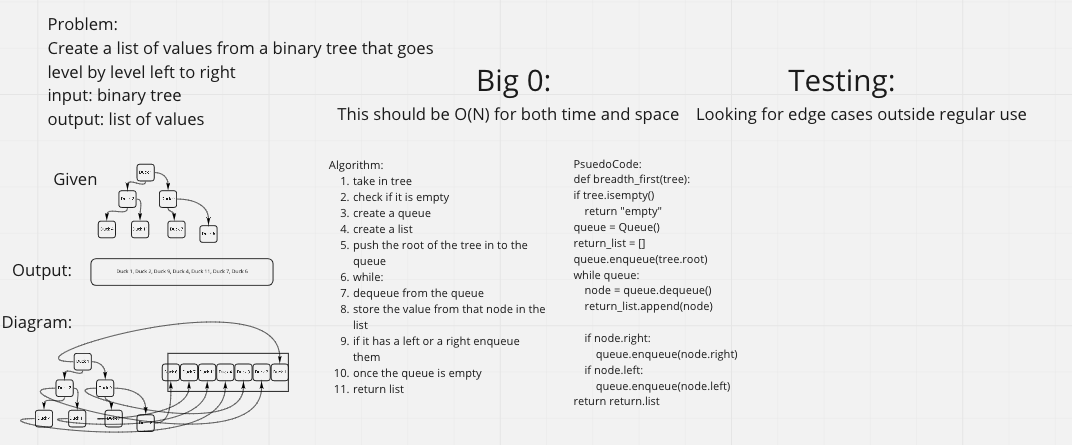 Problem:
Create a list of values from a binary tree that goes
level by level left to right
input: binary tree
output: list of values
Big 0:
This should be O(N) for both time and space
Testing:
Looking for edge cases outside regular use
Given
Output:
Duck 1, Duck 2, Duck 9, Duck 4, Duck 11, Duck 7, Duck 6
Diagram:
Algorithm:
1. take in tree
2. check if it is empty
3. create a queue
4. create a list
5. push the root of the tree in to the
queue
6. while:
7. dequeue from the queue
8. store the value from that node in the
list
9. if it has a left or a right enqueue
them
10. once the queue is empty
11. return list
PsuedoCode:
def breadth_first(tree):
if tree.isempty()
return "empty"
queue = Queue()
return_list = []
queue.enqueue(tree.root)
while queue:
node = queue.dequeue()
return_list.append(node)
if node.right:
queue.enqueue(node.right)
if node.left:
queue.enqueue(node.left)
return return.list